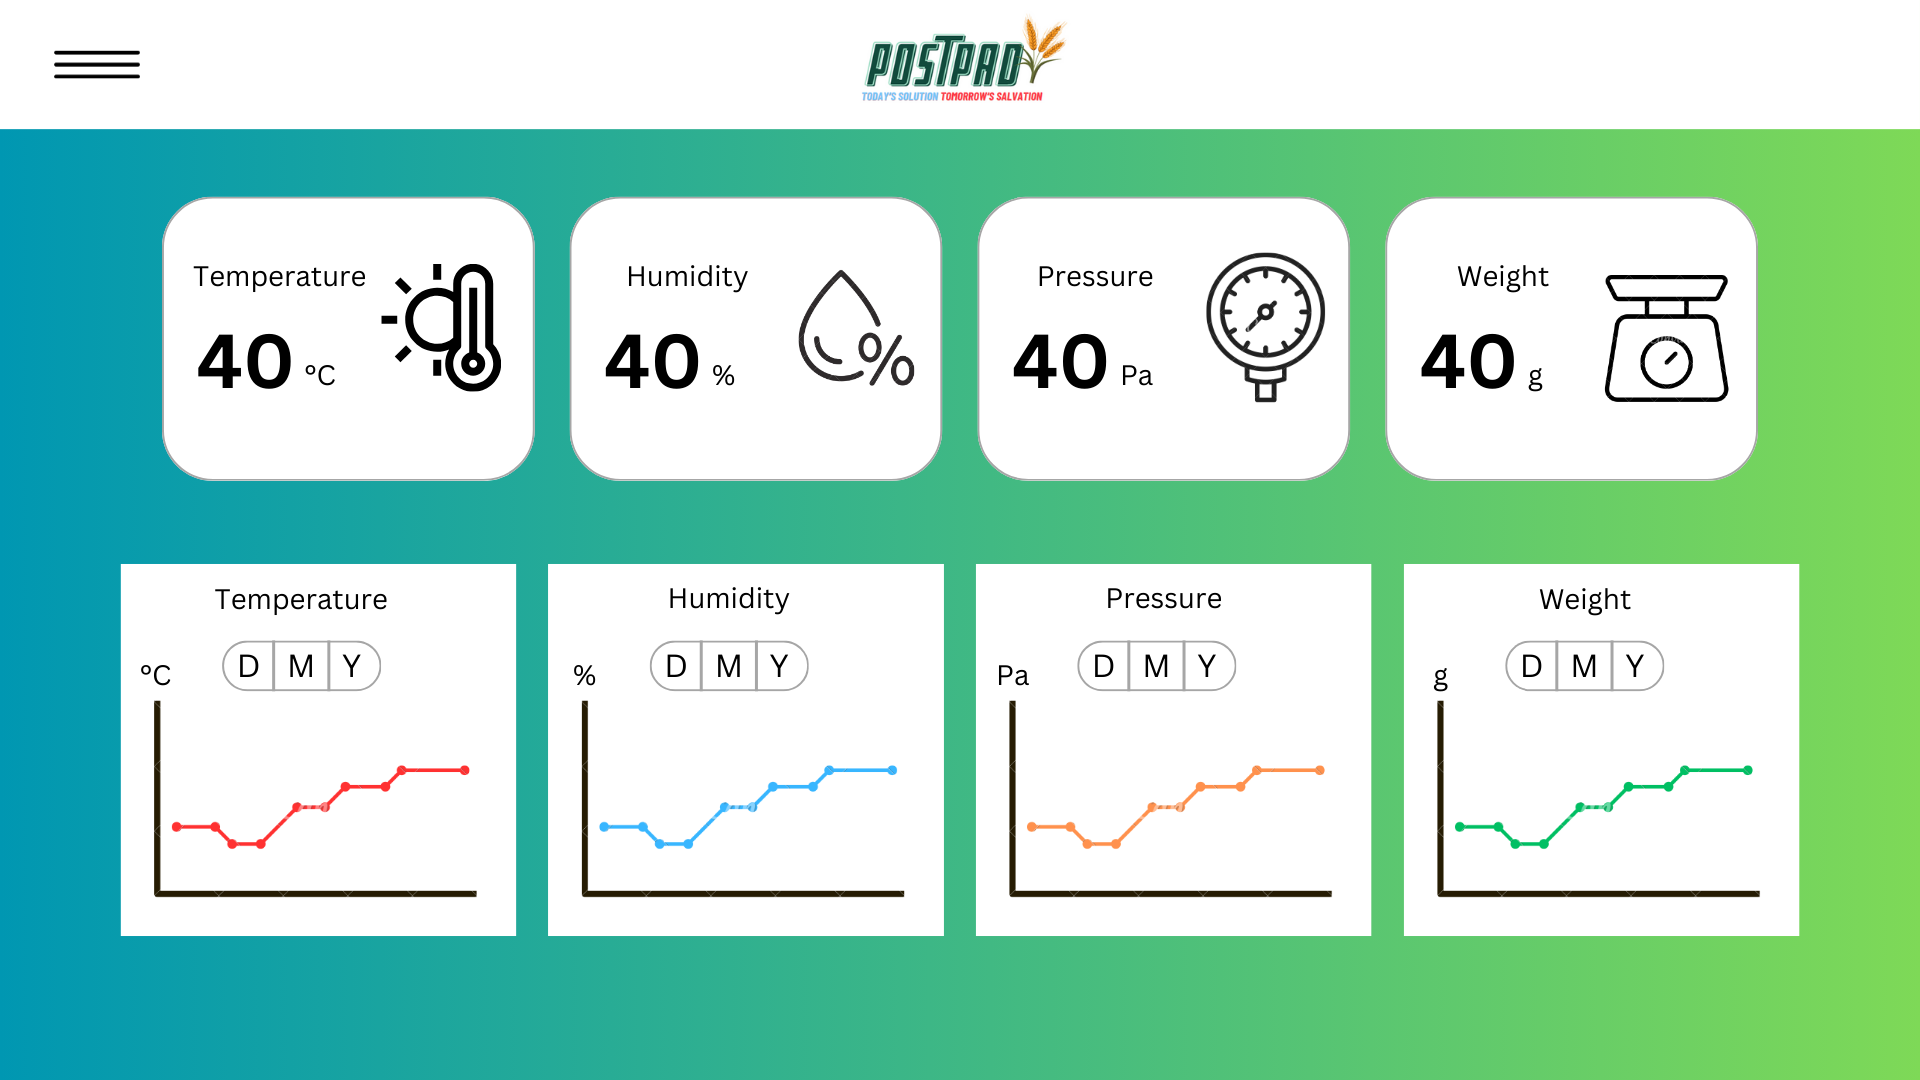 POSTPAD
TODAY'S SOLUTION TOMORROW'S SALVATION
Temperature
40 °C
Humidity
40 %
%
Pressure
40 Pa
Weight
40 g
Temperature
D M Y
°C
Humidity
D M Y
%
Pressure
D M Y
Pa
Weight
D M Y
g